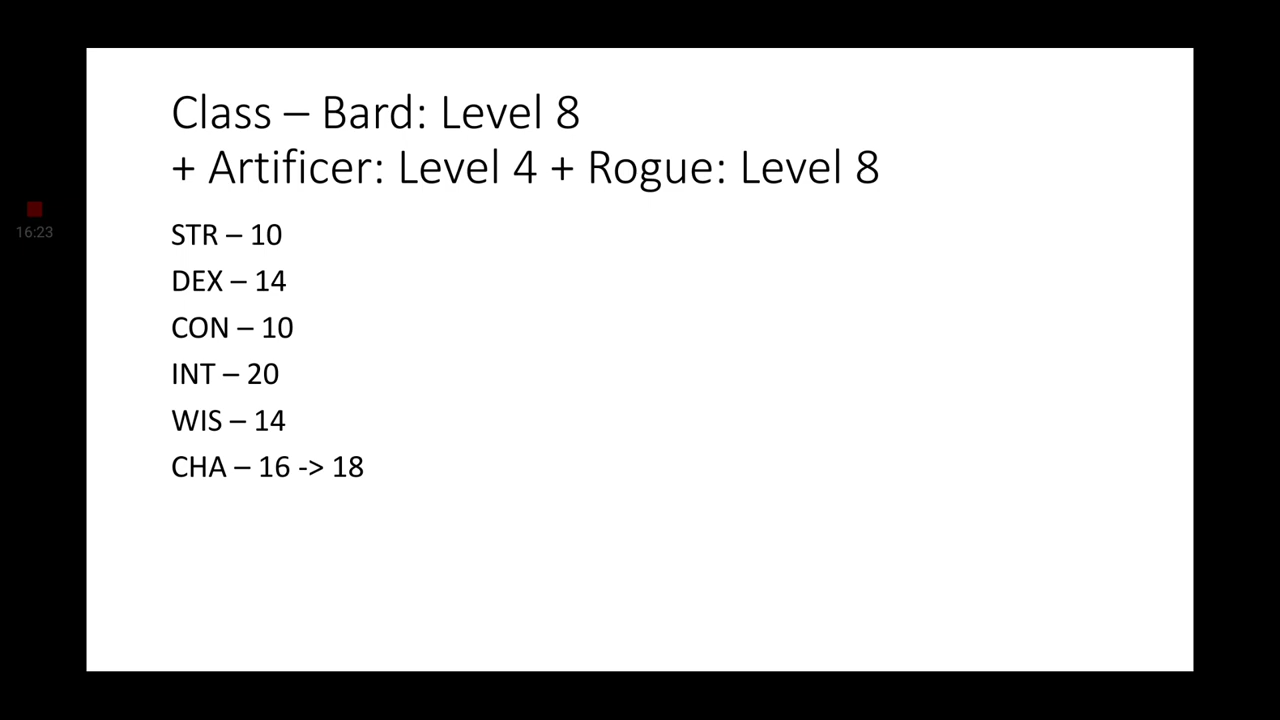 Class – Bard: Level 8
+ Artificer: Level 4 + Rogue: Level 8
16:23
STR – 10
DEX – 14
CON – 10
INT – 20
WIS – 14
CHA – 16 -> 18